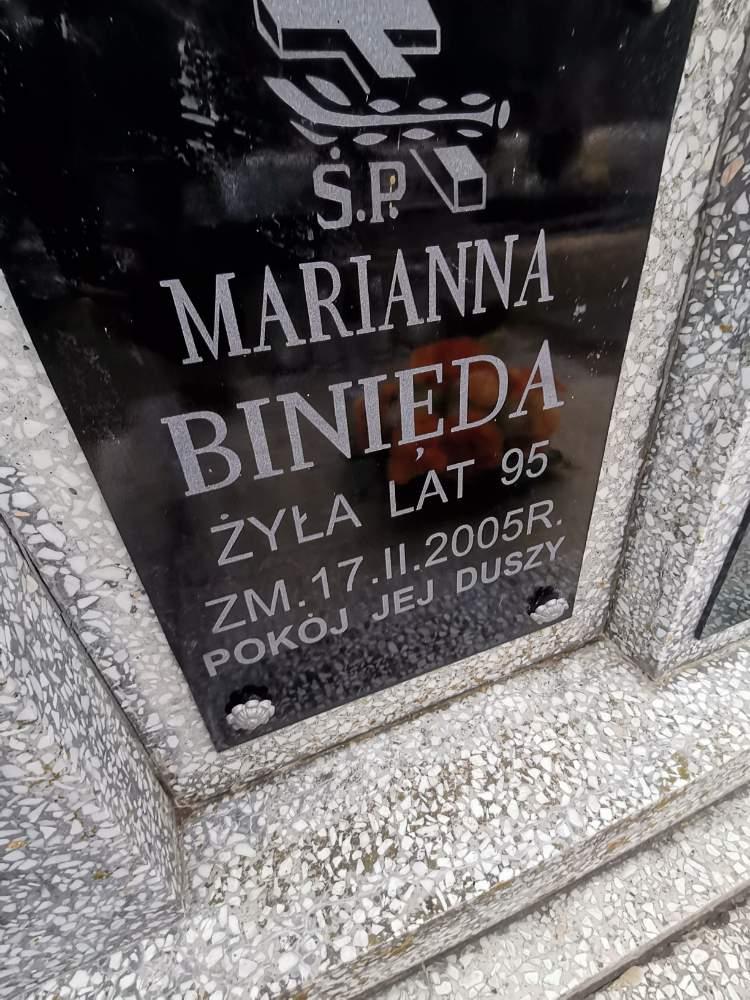 Ś.P.
MARIANNA
BINIĘDA
ŻYŁA LAT 95
ZM.17.II.2005R.
POKÓJ JEJ DUSZY